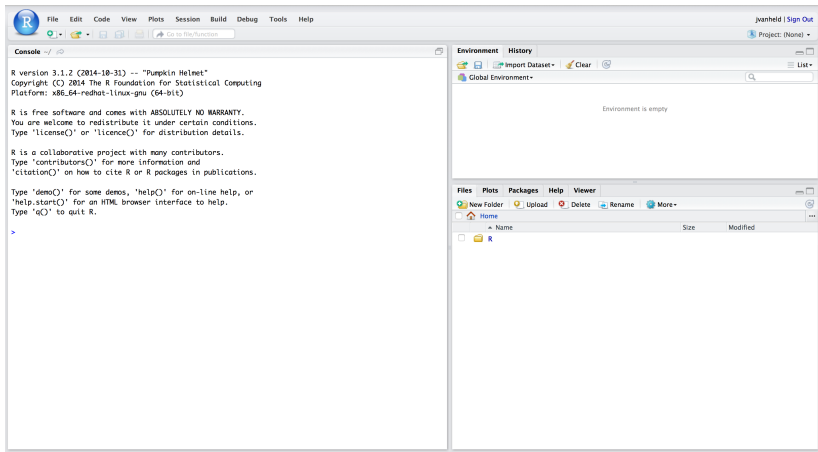 R
File Edit Code View Plots Session Build Debug Tools Help
jvanheld | Sign Out
Go to file/function
Project: (None)
Console ~/
R version 3.1.2 (2014-10-31) -- "Pumpkin Helmet"
Copyright (C) 2014 The R Foundation for Statistical Computing
Platform: x86_64-redhat-linux-gnu (64-bit)
R is free software and comes with ABSOLUTELY NO WARRANTY.
You are welcome to redistribute it under certain conditions.
Type 'license()' or 'licence()' for distribution details.
R is a collaborative project with many contributors.
Type 'contributors()' for more information and
'citation()' on how to cite R or R packages in publications.
Type 'demo()' for some demos, 'help()' for on-line help, or
'help.start()' for an HTML browser interface to help.
Type 'q()' to quit R.
>
Environment History
Import Dataset Clear List
Global Environment
Environment is empty
Files Plots Packages Help Viewer
New Folder Upload Delete Rename More
Home ...
Name Size Modified
R